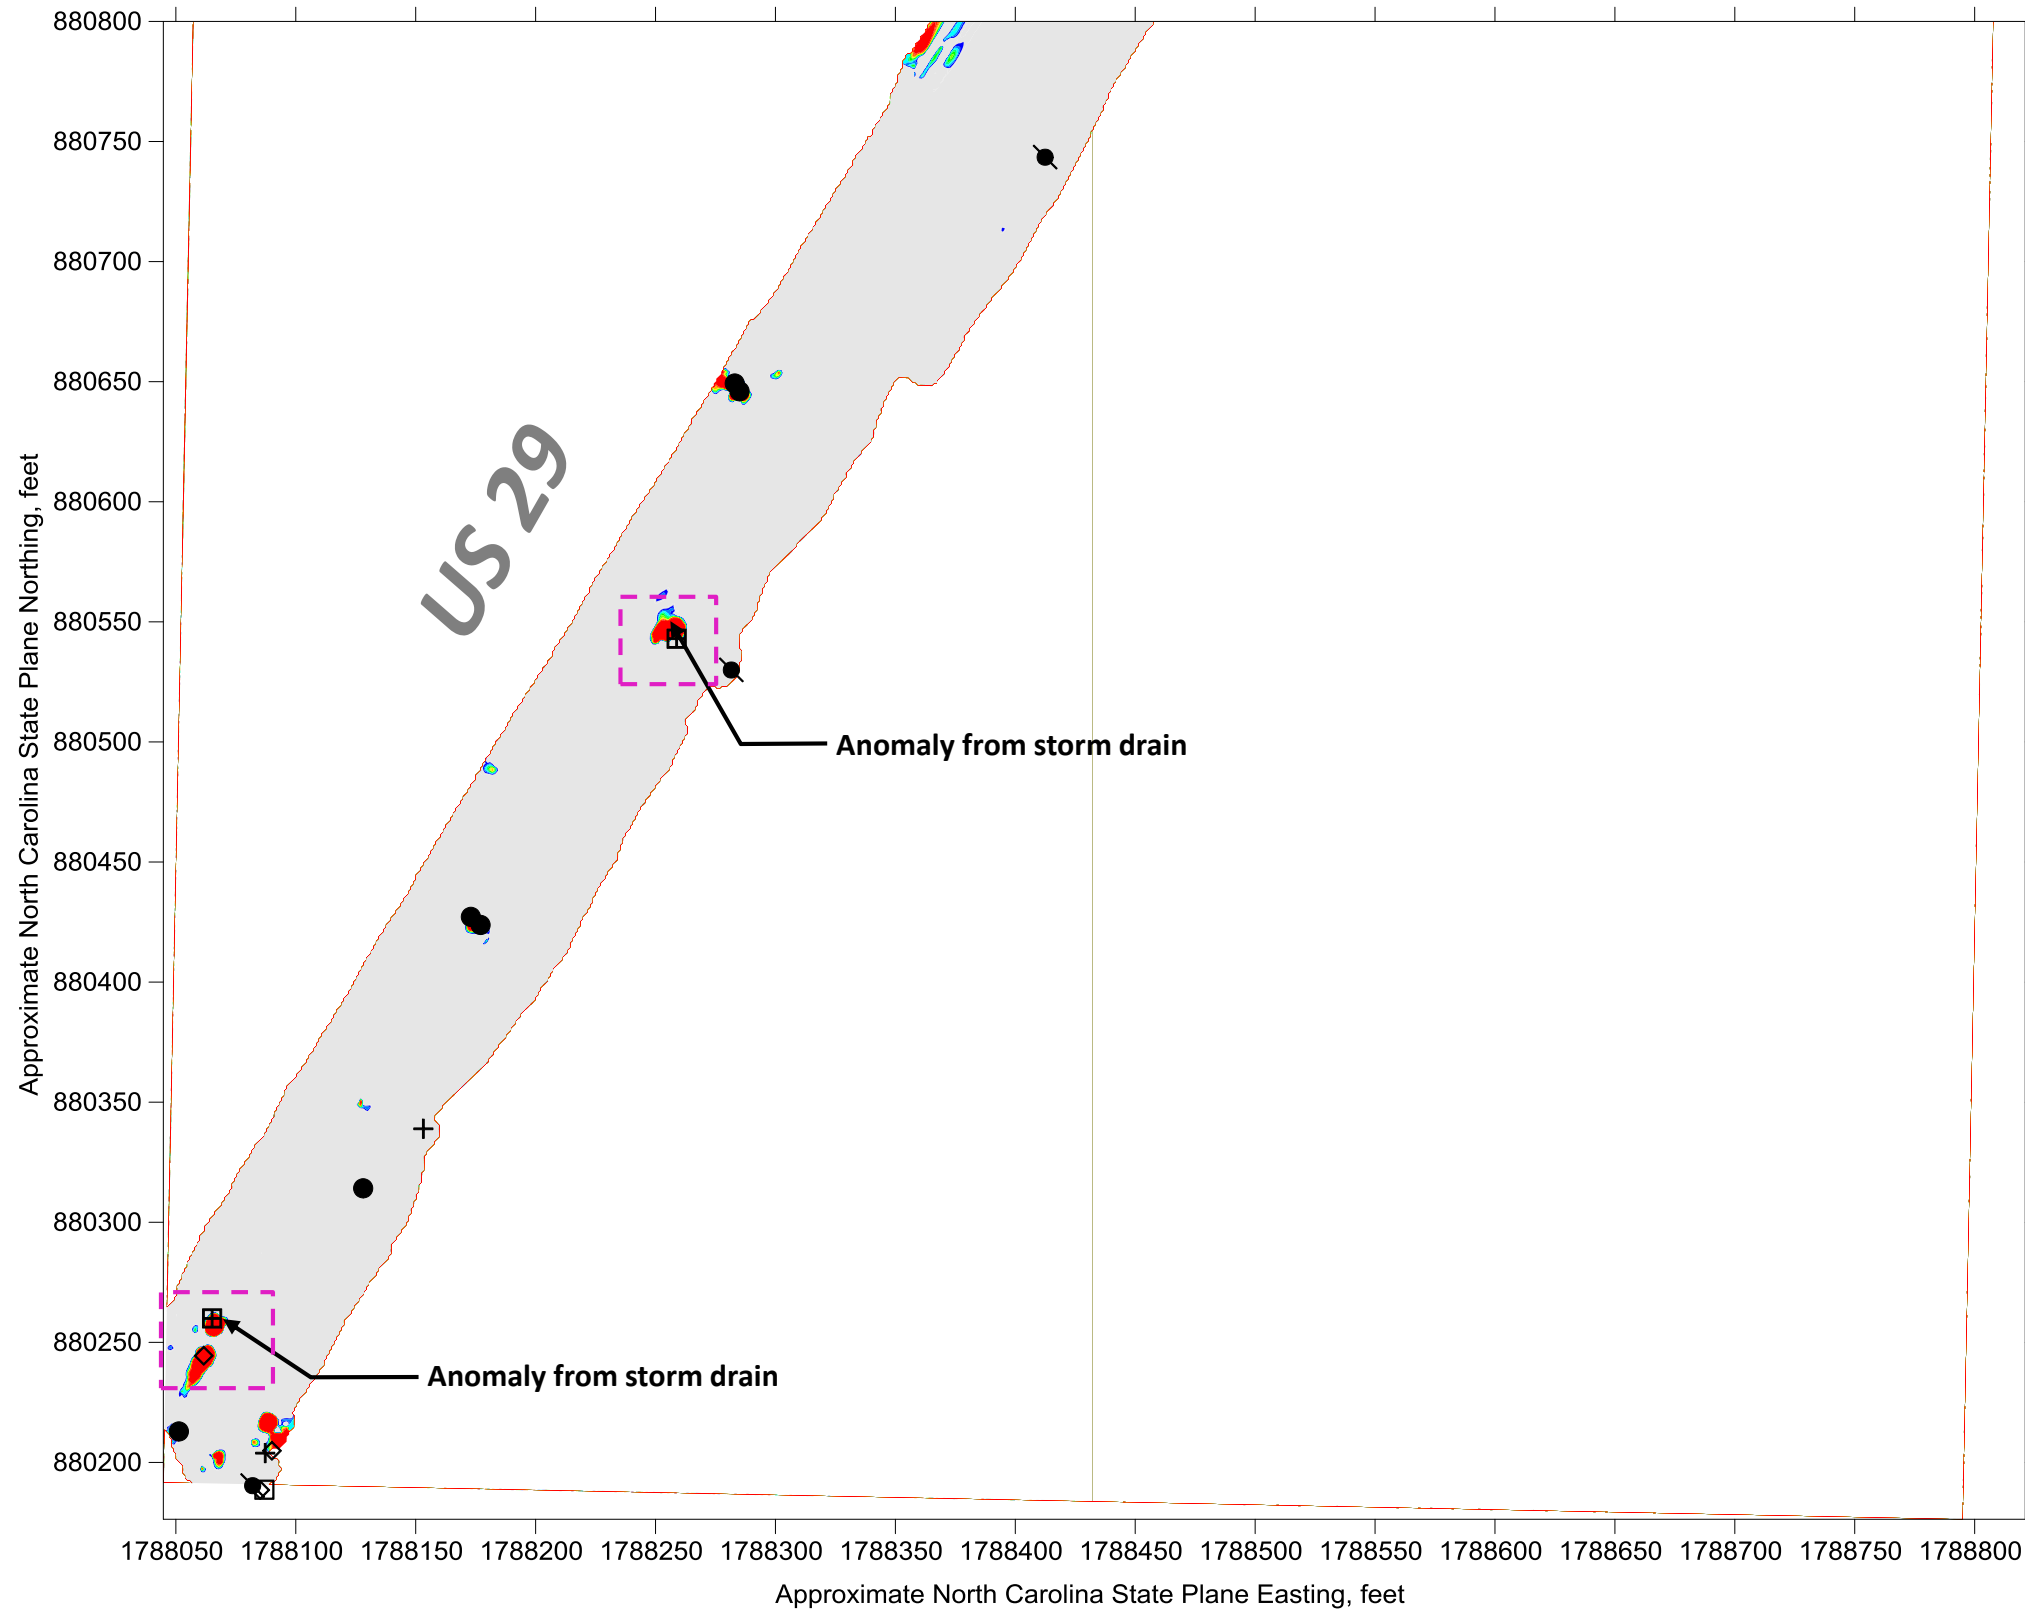 880800
880750
880700
880650
880600
880550
880500
880450
880400
880350
880300
880250
880200
Approximate North Carolina State Plane Northing, feet
US 29
Anomaly from storm drain
Anomaly from storm drain
1788050 1788100 1788150 1788200 1788250 1788300 1788350 1788400 1788450 1788500 1788550 1788600 1788650 1788700 1788750 1788800
Approximate North Carolina State Plane Easting, feet